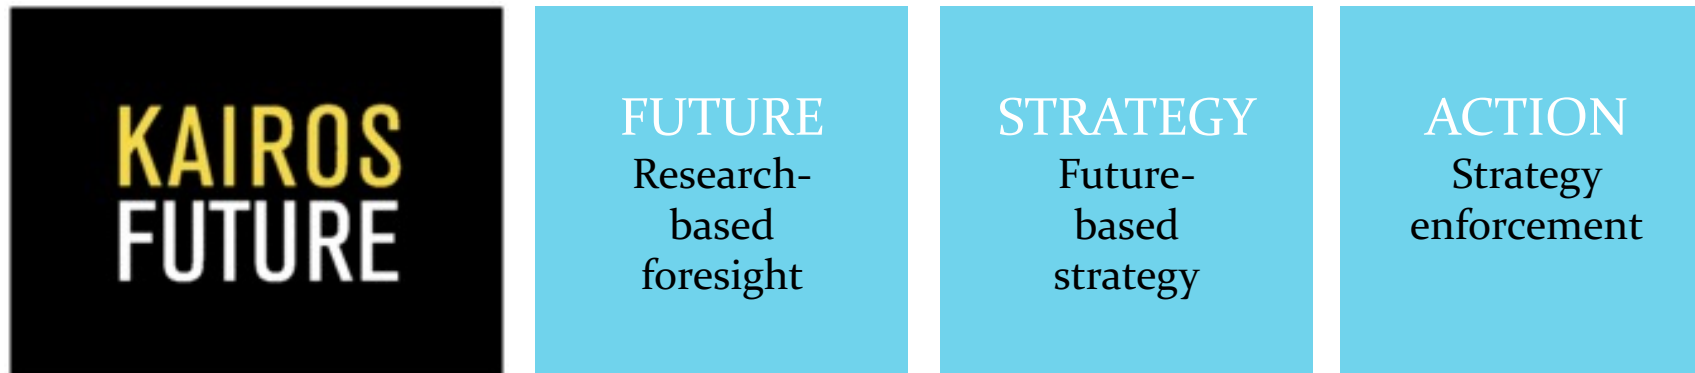 KAIROS
FUTURE
FUTURE
Research-
based
foresight
STRATEGY
Future-
based
strategy
ACTION
Strategy
enforcement